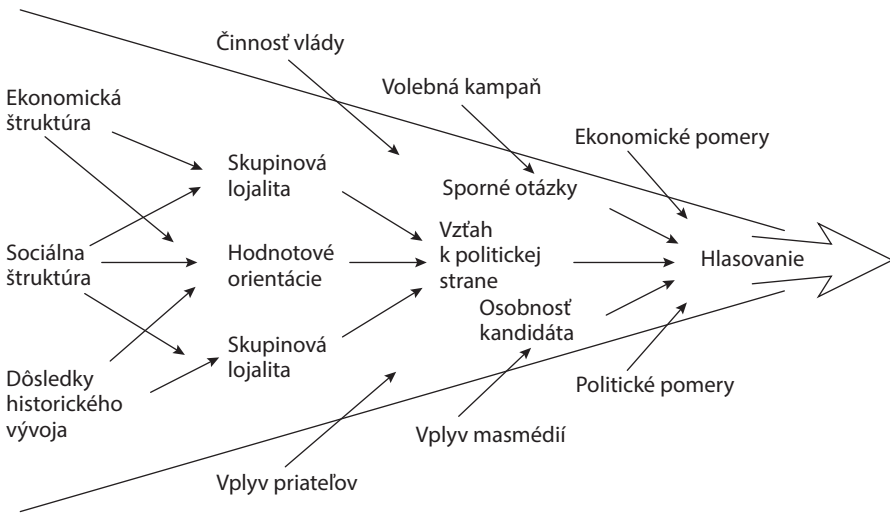 Činnosť vlády
Volebná kampaň
Ekonomická
štruktúra
Ekonomické pomery
Skupinová
lojalita
Sporné otázky
Sociálna
štruktúra
Hodnotové
orientácie
Vzťah
k politickej
strane
Hlasovanie
Osobnosť
kandidáta
Skupinová
lojalita
Dôsledky
historického
vývoja
Politické pomery
Vplyv masmédií
Vplyv priateľov